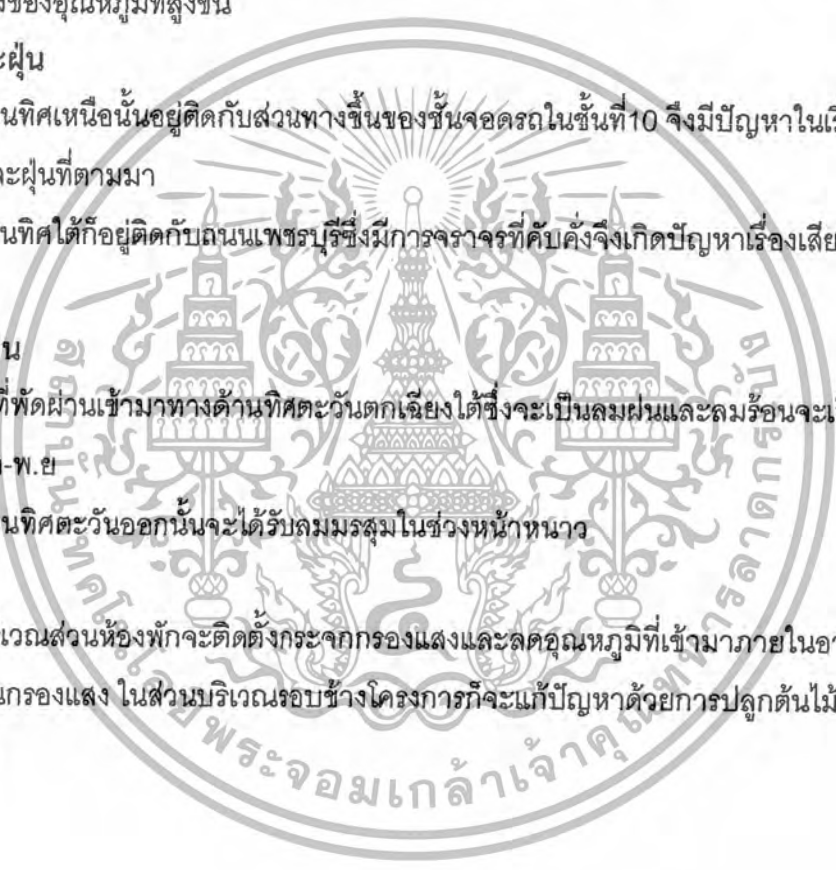 ของอุณหภูมิที่สูงขึ้น
ะฝุ่น
นทิศเหนือนั้นอยู่ติดกับส่วนทางขึ้นของชั้นจอดรถในชั้นที่10 จึงมีปัญหาในเ
ละฝุ่นที่ตามมา
นทิศใต้ก็อยู่ติดกับถนนเพชรบุรีซึ่งมีการจราจรที่คับคั่งจึงเกิดปัญหาเรื่องเสีย
น
ที่พัดผ่านเข้ามาทางด้านทิศตะวันตกเฉียงใต้ซึ่งจะเป็นลมฝนและลมร้อนจะเ
-พ.ย
นทิศตะวันออกนั้นจะได้รับลมมรสุมในช่วงหน้าหนาว
เวณส่วนห้องพักจะติดตั้งกระจกกรองแสงและลดอุณหภูมิที่เข้ามาภายในอา
นกรองแสง ในส่วนบริเวณรอบข้างโครงการก็จะแก้ปัญหาด้วยการปลูกต้นไม้
สถาบันเทคโนโลยีพระจอมเกล้าเจ้าคุณทหารลาดกระบัง